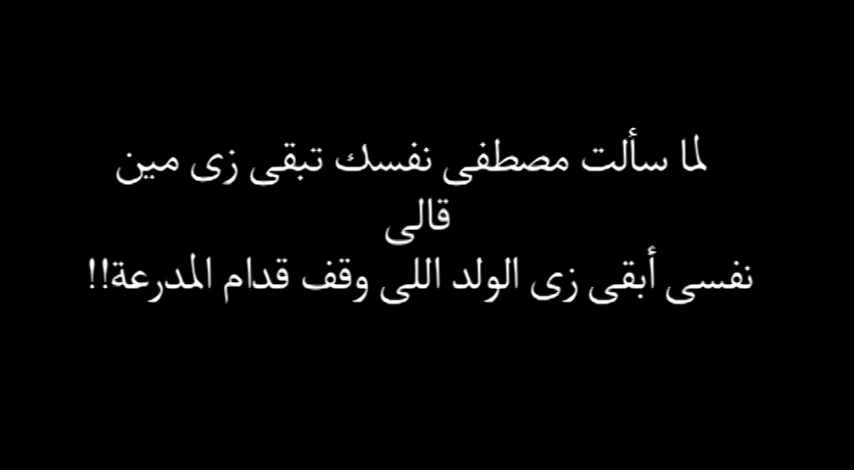 لما سألت مصطفى نفسك تبقى زى مين
قالى
نفسى أبقى زى الولد اللى وقف قدام المدرعة!!